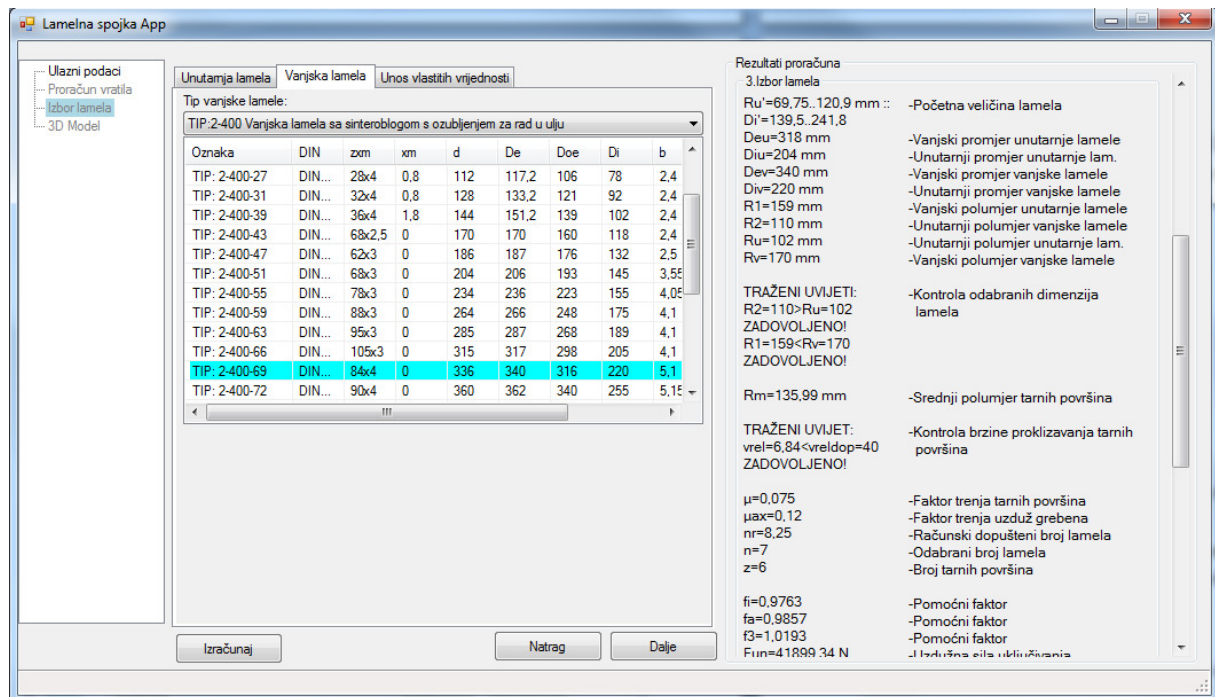 Lamelna spojka App
Ulazni podaci
Proračun vratila
Izbor lamela
3D Model
Unutarnja lamela Vanjska lamela Unos vlastitih vrijednosti
Tip vanjske lamele:
TIP:2-400 Vanjska lamela sa sinteroblogom s ozubljenjem za rad u ulju
Oznaka DIN zxm xm d De Doe Di b
TIP: 2-400-27 DIN... 28x4 0,8 112 117,2 106 78 2,4
TIP: 2-400-31 DIN... 32x4 0,8 128 133,2 121 92 2,4
TIP: 2-400-39 DIN... 36x4 1,8 144 151,2 139 102 2,4
TIP: 2-400-43 DIN... 68x2,5 0 170 170 160 118 2,4
TIP: 2-400-47 DIN... 62x3 0 186 187 176 132 2,5
TIP: 2-400-51 DIN... 68x3 0 204 206 193 145 3,55
TIP: 2-400-55 DIN... 78x3 0 234 236 223 155 4,05
TIP: 2-400-59 DIN... 88x3 0 264 266 248 175 4,1
TIP: 2-400-63 DIN... 95x3 0 285 287 268 189 4,1
TIP: 2-400-66 DIN... 105x3 0 315 317 298 205 4,1
TIP: 2-400-69 DIN... 84x4 0 336 340 316 220 5,1
TIP: 2-400-72 DIN... 90x4 0 360 362 340 255 5,15
Izračunaj
Natrag
Dalje
Rezultati proračuna
3.Izbor lamela
Ru'=69,75..120,9 mm :: -Početna veličina lamela
Di'=139,5..241,8
Deu=318 mm -Vanjski promjer unutarnje lamele
Diu=204 mm -Unutarnji promjer unutarnje lam.
Dev=340 mm -Vanjski promjer vanjske lamele
Div=220 mm -Unutarnji promjer vanjske lamele
R1=159 mm -Vanjski polumjer unutarnje lamele
R2=110 mm -Unutarnji polumjer vanjske lamele
Ru=102 mm -Unutarnji polumjer unutarnje lam.
Rv=170 mm -Vanjski polumjer vanjske lamele
TRAŽENI UVIJETI: -Kontrola odabranih dimenzija
R2=110>Ru=102 lamela
ZADOVOLJENO!
R1=159<Rv=170
ZADOVOLJENO!
Rm=135,99 mm -Srednji polumjer tarnih površina
TRAŽENI UVIJET: -Kontrola brzine proklizavanja tarnih
vrel=6,84<vreldop=40 površina
ZADOVOLJENO!
µ=0,075 -Faktor trenja tarnih površina
µax=0,12 -Faktor trenja uzduž grebena
nr=8,25 -Računski dopušteni broj lamela
n=7 -Odabrani broj lamela
z=6 -Broj tarnih površina
fi=0,9763 -Pomoćni faktor
fa=0,9857 -Pomoćni faktor
f3=1,0193 -Pomoćni faktor
Fun=41899,34 N -Uzdužna sila uključivanja